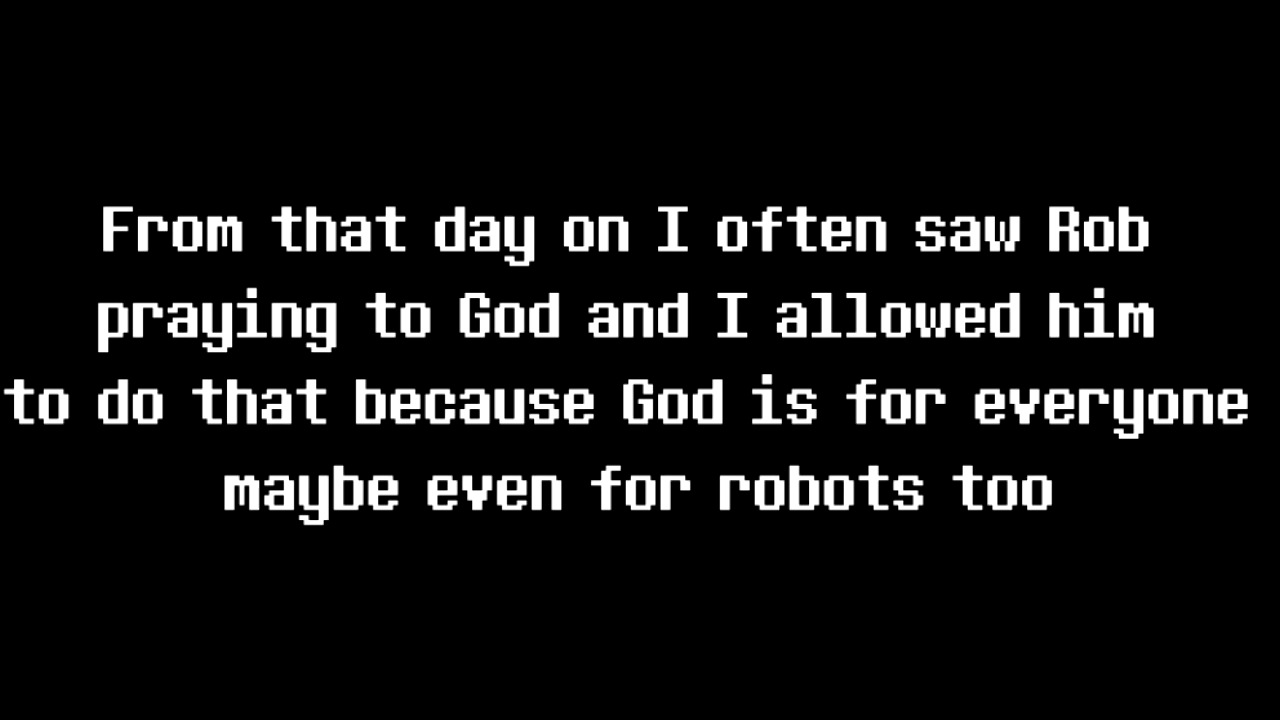 From that day on I often saw Rob
praying to God and I allowed him
to do that because God is for everyone
maybe even for robots too